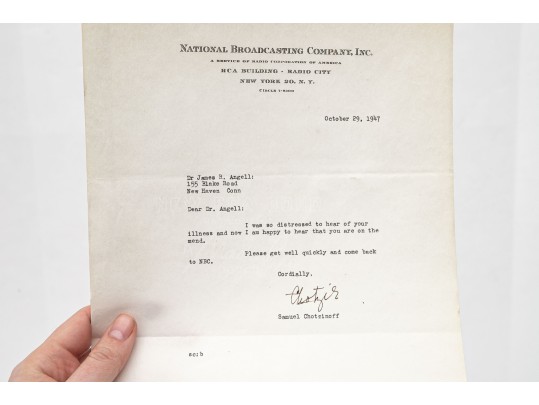 NATIONAL BROADCASTING COMPANY, INC.
A SERVICE OF RADIO CORPORATION OF AMERICA
RCA BUILDING - RADIO CITY
NEW YORK 20, N. Y.
October 29, 1947
Dr James R. Angell:
155 Blake Road
New Haven Conn
Dear Dr. Angell:
I was so distressed to hear of your
illness and now I am happy to hear that you are on the
mend.
Please get well quickly and come back
to NBC.
Cordially,
Chotzie
Samuel Chotzinoff
sc:b